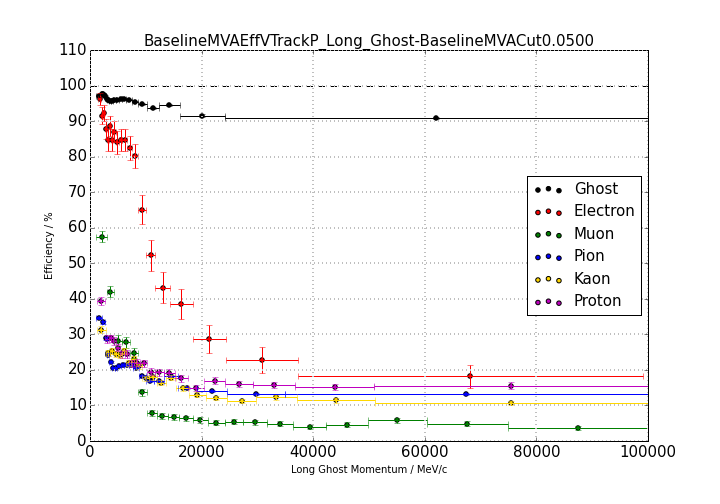 BaselineMVAEffVTrackP_Long_Ghost-BaselineMVACut0.0500
110
100
90
80
70
60
50
40
30
20
10
0
Efficiency / %
Ghost
Electron
Muon
Pion
Kaon
Proton
0 20000 40000 60000 80000 100000
Long Ghost Momentum / MeV/c